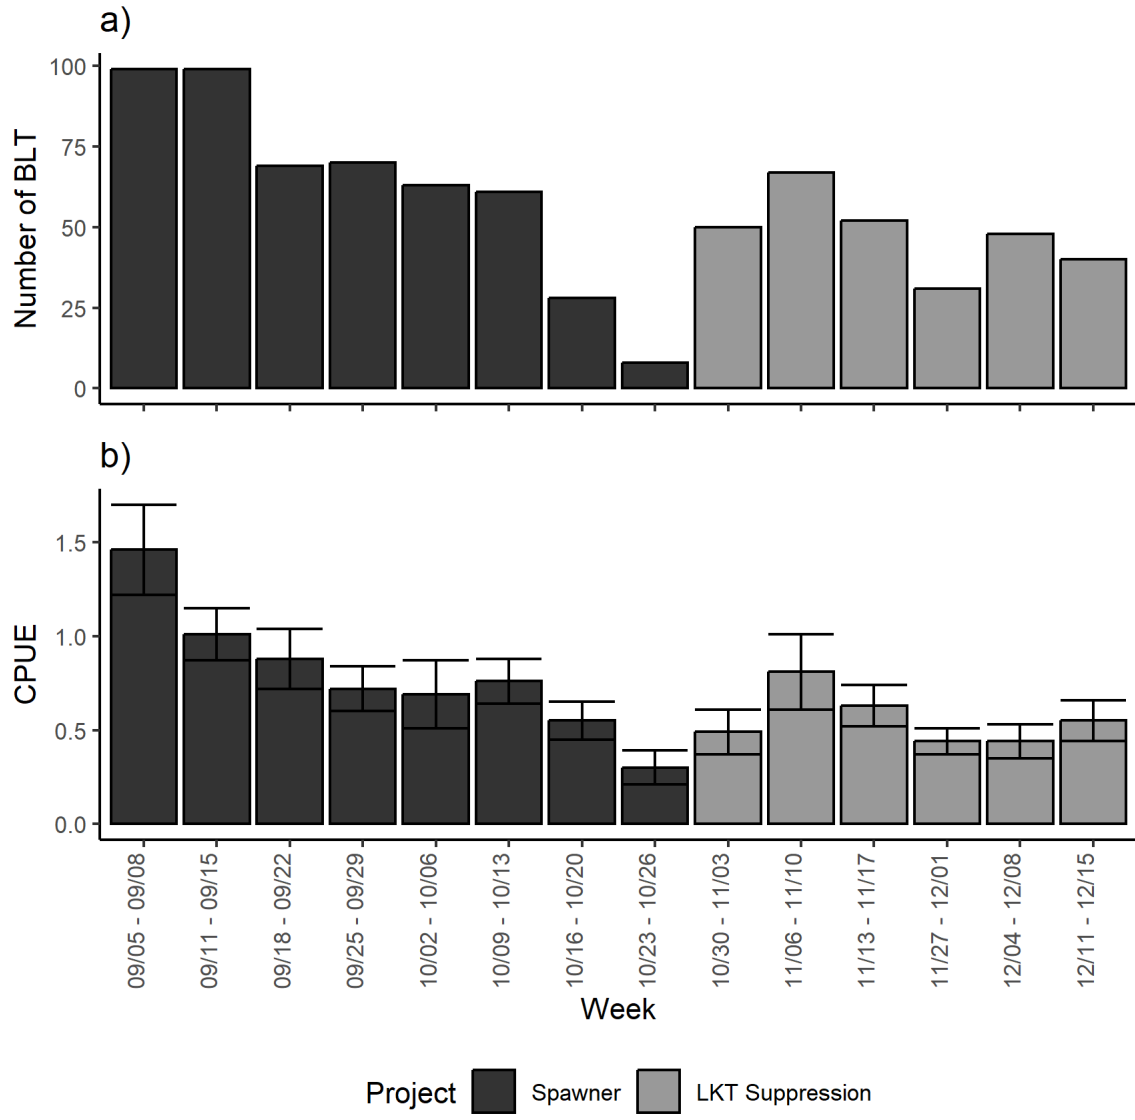 a)
Number of BLT
100
75
50
25
0
b)
CPUE
1.5
1.0
0.5
0.0
09/05 - 09/08
09/11 - 09/15
09/18 - 09/22
09/25 - 09/29
10/02 - 10/06
10/09 - 10/13
10/16 - 10/20
10/23 - 10/26
10/30 - 11/03
11/06 - 11/10
11/13 - 11/17
11/27 - 12/01
12/04 - 12/08
12/11 - 12/15
Week
Project Spawner LKT Suppression